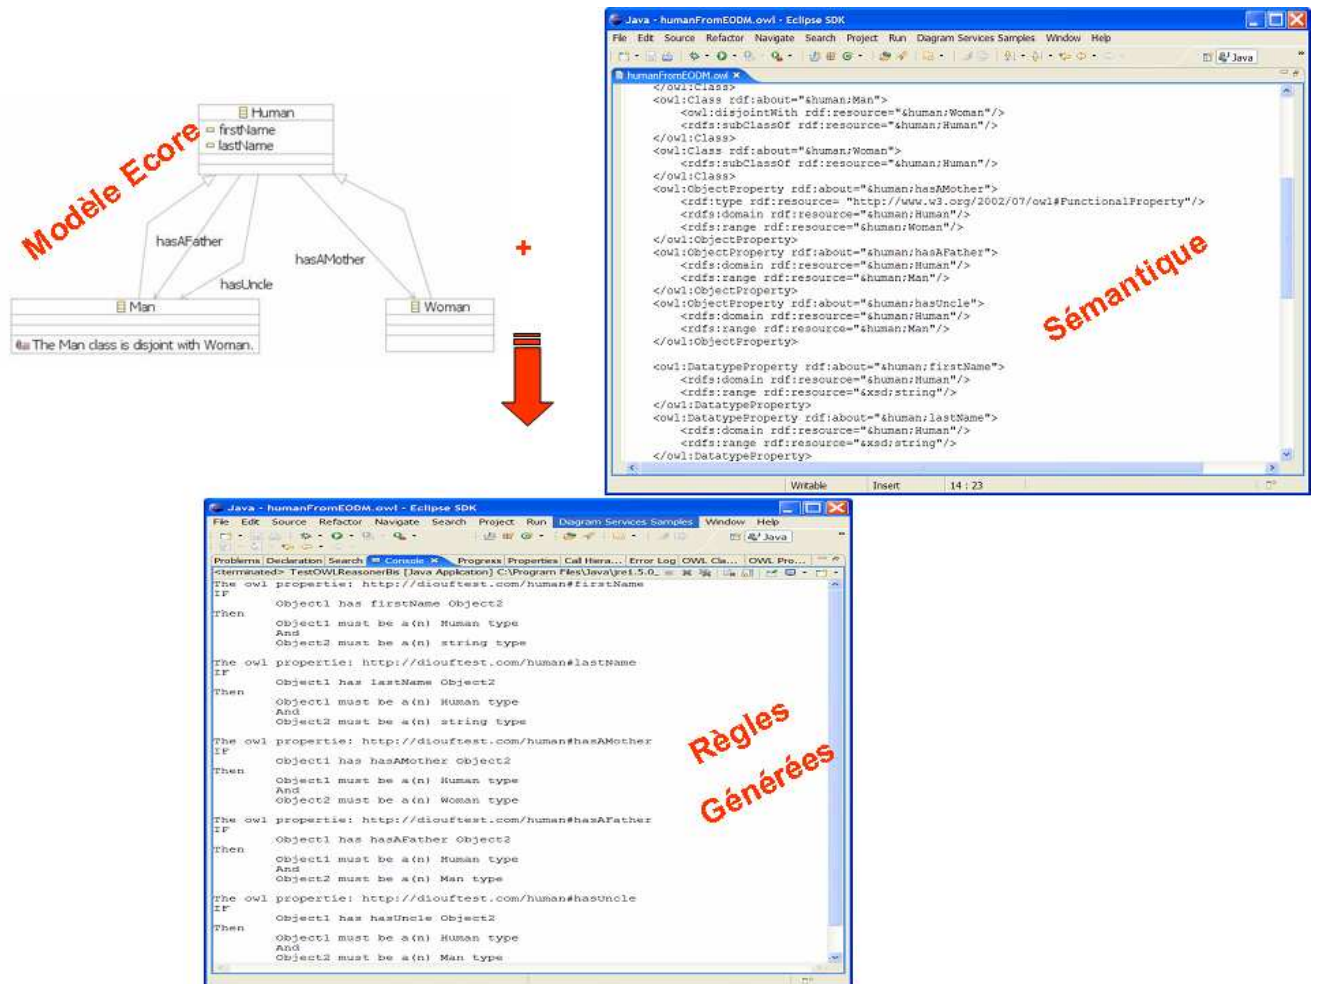 Human
firstName
lastName
Modèle Ecore
hasAFather
hasAMother
hasUncle
Man
Woman
The Man class is disjoint with Woman.
+
Java - humanFromEODM.owl - Eclipse SDK
File Edit Source Refactor Navigate Search Project Run Diagram Services Samples Window Help
Java
humanFromEODM.owl
</owl:Class>
<owl:Class rdf:about="&human;Man">
<owl:disjointWith rdf:resource="&human;Woman"/>
<rdfs:subClassOf rdf:resource="&human;Human"/>
</owl:Class>
<owl:Class rdf:about="&human;Woman">
<rdfs:subClassOf rdf:resource="&human;Human"/>
</owl:Class>
<owl:ObjectProperty rdf:about="&human;hasAMother">
<rdf:type rdf:resource= "http://www.w3.org/2002/07/owl#FunctionalProperty"/>
<rdfs:domain rdf:resource="&human;Human"/>
<rdfs:range rdf:resource="&human;Woman"/>
</owl:ObjectProperty>
<owl:ObjectProperty rdf:about="&human;hasAFather">
<rdfs:domain rdf:resource="&human;Human"/>
<rdfs:range rdf:resource="&human;Man"/>
</owl:ObjectProperty>
<owl:ObjectProperty rdf:about="&human;hasUncle">
<rdfs:domain rdf:resource="&human;Human"/>
<rdfs:range rdf:resource="&human;Man"/>
</owl:ObjectProperty>
<owl:DatatypeProperty rdf:about="&human;firstName">
<rdfs:domain rdf:resource="&human;Human"/>
<rdfs:range rdf:resource="&xsd;string"/>
</owl:DatatypeProperty>
<owl:DatatypeProperty rdf:about="&human;lastName">
<rdfs:domain rdf:resource="&human;Human"/>
<rdfs:range rdf:resource="&xsd;string"/>
</owl:DatatypeProperty>
Sémantique
Writable Insert 14 : 23
Java - humanFromEODM.owl - Eclipse SDK
File Edit Source Refactor Navigate Search Project Run Diagram Services Samples Window Help
Java
Problems Declaration Search Console Progress Properties Call Hiera... Error Log OWL Cla... OWL Pro...
<terminated> TestOWLReasonerBis [Java Application] C:\Program Files\Java\jre1.5.0_
The owl propertie: http://diouftest.com/human#firstName
IF
Object1 has firstName Object2
Then
Object1 must be a(n) Human type
And
Object2 must be a(n) string type
The owl propertie: http://diouftest.com/human#lastName
IF
Object1 has lastName Object2
Then
Object1 must be a(n) Human type
And
Object2 must be a(n) string type
The owl propertie: http://diouftest.com/human#hasAMother
IF
Object1 has hasAMother Object2
Then
Object1 must be a(n) Human type
And
Object2 must be a(n) Woman type
The owl propertie: http://diouftest.com/human#hasAFather
IF
Object1 has hasAFather Object2
Then
Object1 must be a(n) Human type
And
Object2 must be a(n) Man type
The owl propertie: http://diouftest.com/human#hasUncle
IF
Object1 has hasUncle Object2
Then
Object1 must be a(n) Human type
And
Object2 must be a(n) Man type
Règles
Générées